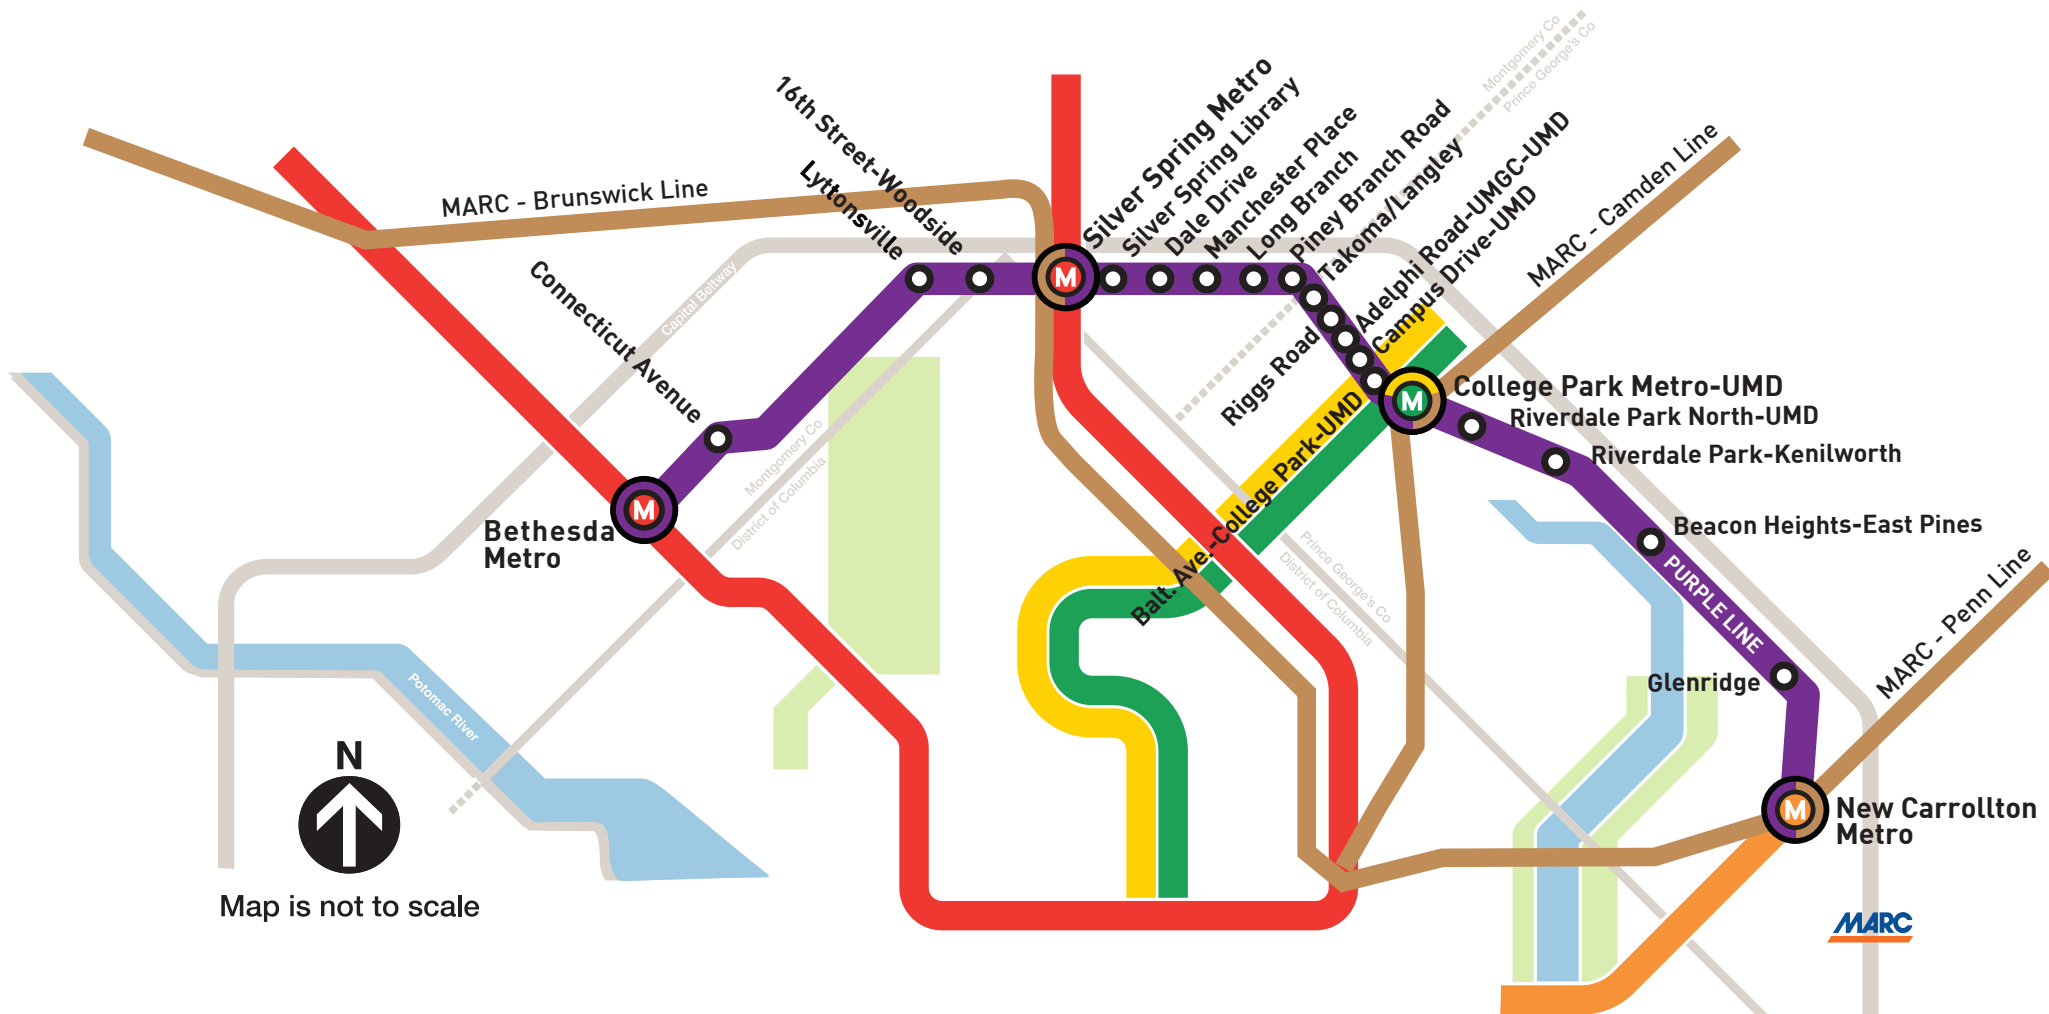 Montgomery Co
Prince George's Co
16th Street-Woodside
Lyttonsville
Silver Spring Metro
Silver Spring Library
Dale Drive
Manchester Place
Long Branch
Piney Branch Road
Takoma/Langley
Adelphi Road-UMGC-UMD
Campus Drive-UMD
MARC - Camden Line
MARC - Brunswick Line
Capital Beltway
Connecticut Avenue
M
Riggs Road
Balt. Ave.-College Park-UMD
M
College Park Metro-UMD
Riverdale Park North-UMD
Riverdale Park-Kenilworth
Montgomery Co
District of Columbia
M
Bethesda
Metro
Beacon Heights-East Pines
PURPLE LINE
Prince George's Co
District of Columbia
MARC - Penn Line
Glenridge
Potomac River
N
Map is not to scale
M
New Carrollton
Metro
MARC